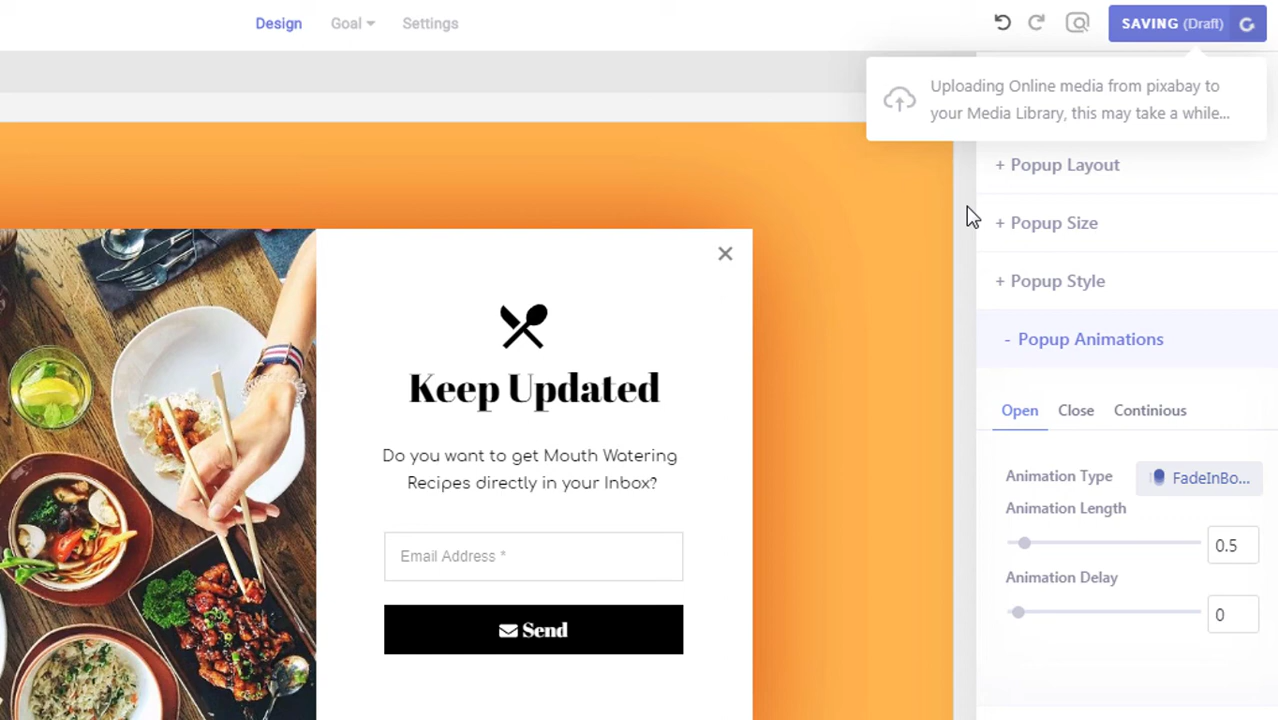 Design
Goal
Settings
SAVING (Draft)
Uploading Online media from pixabay to
your Media Library, this may take a while...
+ Popup Layout
+ Popup Size
+ Popup Style
- Popup Animations
Open
Close
Continious
Animation Type
FadeInBo...
Animation Length
0.5
Animation Delay
0
Keep Updated
Do you want to get Mouth Watering
Recipes directly in your Inbox?
Email Address *
Send